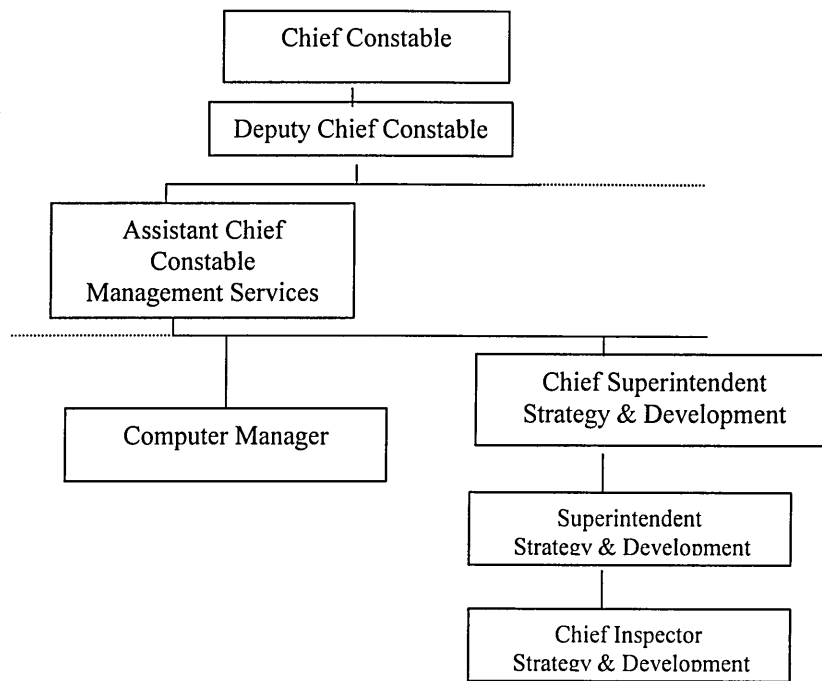 Chief Constable
Deputy Chief Constable
Assistant Chief
Constable
Management Services
Chief Superintendent
Strategy & Development
Computer Manager
Superintendent
Strategy & Development
Chief Inspector
Strategy & Development